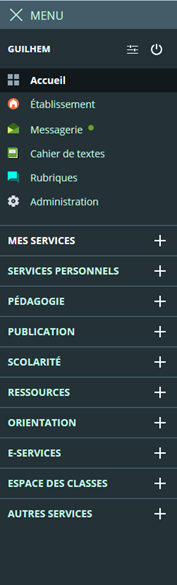 MENU
GUILHEM
Accueil
Établissement
Messagerie
Cahier de textes
Rubriques
Administration
MES SERVICES
SERVICES PERSONNELS
PÉDAGOGIE
PUBLICATION
SCOLARITÉ
RESSOURCES
ORIENTATION
E-SERVICES
ESPACE DES CLASSES
AUTRES SERVICES